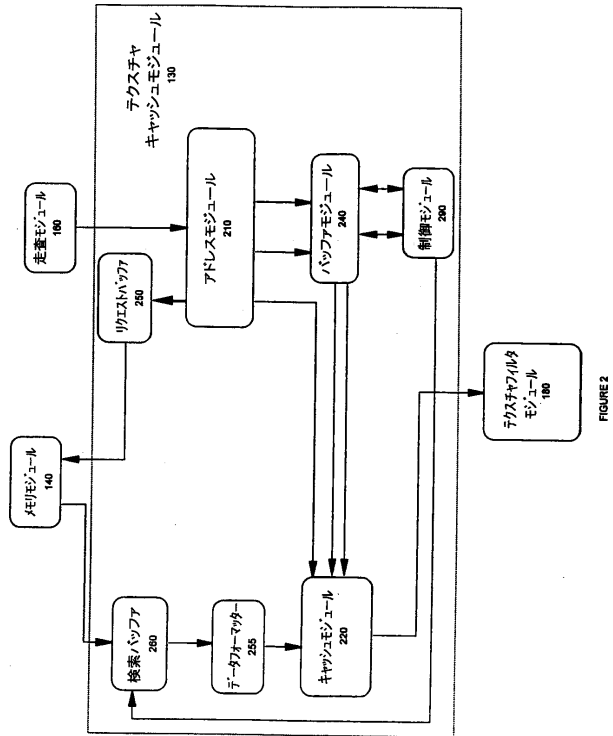 走査モジュール
160
テクスチャ
キャッシュモジュール
130
リクエストバッファ
250
アドレスモジュール
210
メモリモジュール
140
バッファモジュール
240
検索バッファ
260
データフォーマッター
255
キャッシュモジュール
220
制御モジュール
290
テクスチャフィルタ
モジュール
180
FIGURE 2